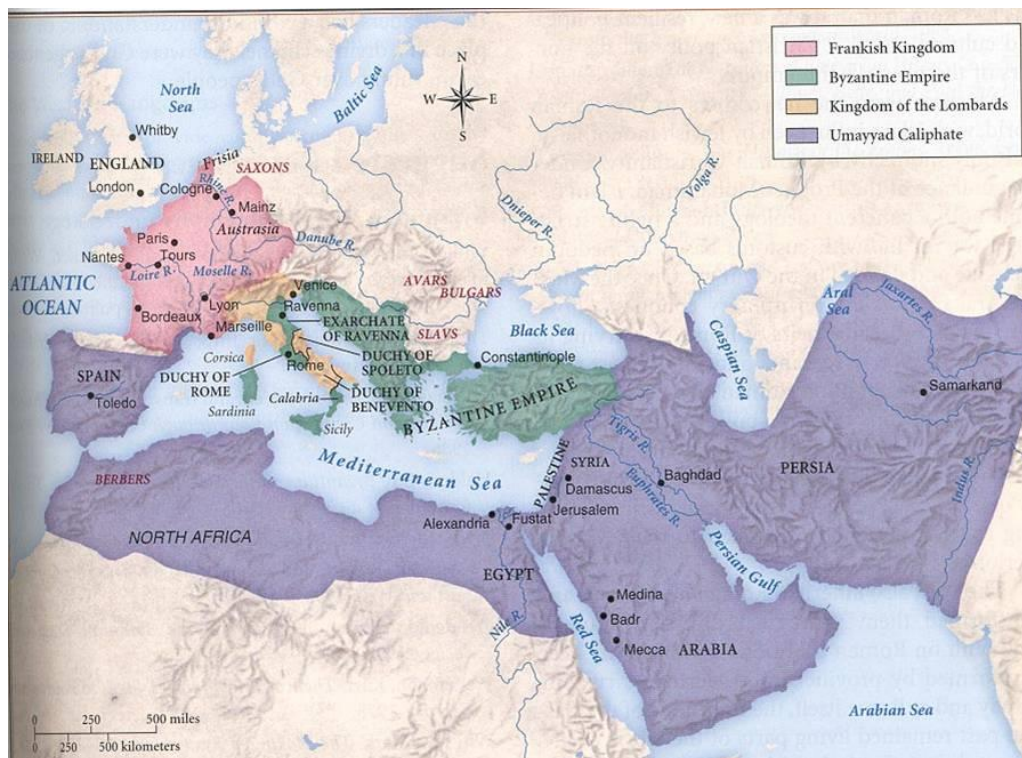 Frankish Kingdom
Byzantine Empire
Kingdom of the Lombards
Umayyad Caliphate
N
W
E
S
North
Sea
Baltic Sea
Whitby
IRELAND
ENGLAND
London
Frisia
SAXONS
Cologne
Rhine R.
Mainz
Austrasia
Paris
Nantes
Tours
Loire R.
Moselle R.
Danube R.
Dnieper R.
Volga R.
ATLANTIC
OCEAN
Bordeaux
Lyon
Marseille
Venice
Ravenna
EXARCHATE
OF RAVENNA
AVARS
BULGARS
SLAVS
Black Sea
Caspian Sea
Aral
Sea
Jaxartes R.
Corsica
DUCHY OF
ROME
Rome
DUCHY OF
SPOLETO
DUCHY OF
BENEVENTO
Constantinople
BYZANTINE EMPIRE
SPAIN
Toledo
Sardinia
Calabria
Sicily
Samarkand
Mediterranean Sea
BERBERS
NORTH AFRICA
Tigris R.
Euphrates R.
SYRIA
PALESTINE
Damascus
Jerusalem
Baghdad
PERSIA
Indus R.
Alexandria
Fustat
EGYPT
Nile R.
Red Sea
Persian Gulf
Medina
Badr
Mecca
ARABIA
Arabian Sea
0 250 500 miles
0 250 500 kilometers